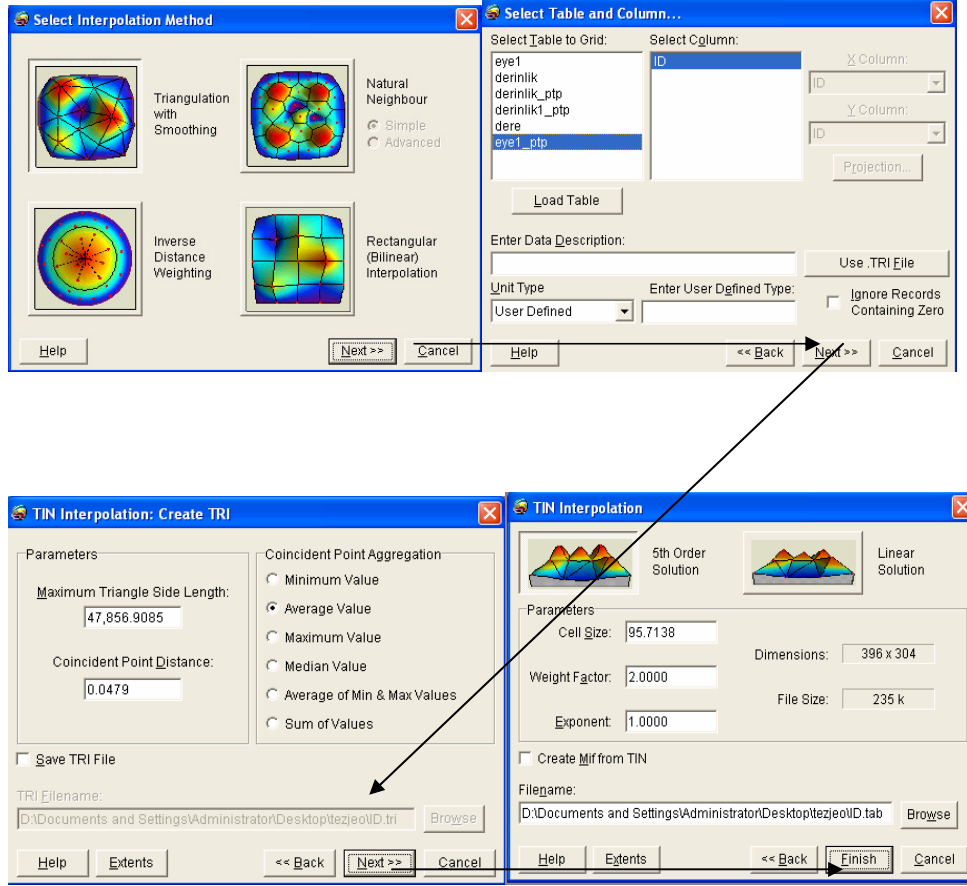 Select Interpolation Method
Triangulation
with
Smoothing
Natural
Neighbour
Simple
Advanced
Inverse
Distance
Weighting
Rectangular
(Bilinear)
Interpolation
Help
Next >>
Cancel
Select Table and Column...
Select Table to Grid:
Select Column:
eye1
derinlik
derinlik_ptp
derinlik1_ptp
dere
eye1_ptp
ID
X Column:
ID
Y Column:
ID
Projection...
Load Table
Enter Data Description:
Use .TRI File
Unit Type
Enter User Defined Type:
User Defined
Ignore Records
Containing Zero
Help
<< Back
Next >>
Cancel
TIN Interpolation: Create TRI
Parameters
Maximum Triangle Side Length:
47,856.9085
Coincident Point Distance:
0.0479
Coincident Point Aggregation
Minimum Value
Average Value
Maximum Value
Median Value
Average of Min & Max Values
Sum of Values
Save TRI File
TRI Filename:
D:\Documents and Settings\Administrator\Desktop\tezjeo\ID.tri
Browse
Help
Extents
<< Back
Next >>
Cancel
TIN Interpolation
5th Order
Solution
Linear
Solution
Parameters
Cell Size: 95.7138
Weight Factor: 2.0000
Exponent: 1.0000
Dimensions: 396 x 304
File Size: 235 k
Create Mif from TIN
Filename:
D:\Documents and Settings\Administrator\Desktop\tezjeo\ID.tab
Browse
Help
Extents
<< Back
Finish
Cancel